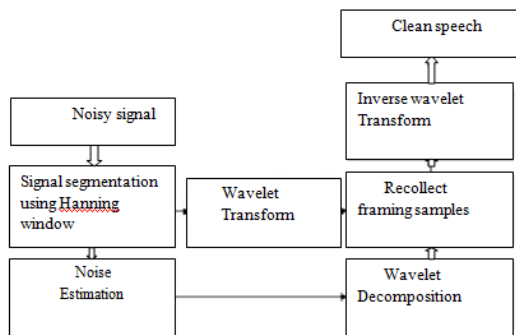 Clean speech
Noisy signal
Inverse wavelet
Transform
Signal segmentation
using Hanning
window
Wavelet
Transform
Recollect
framing samples
Noise
Estimation
Wavelet
Decomposition